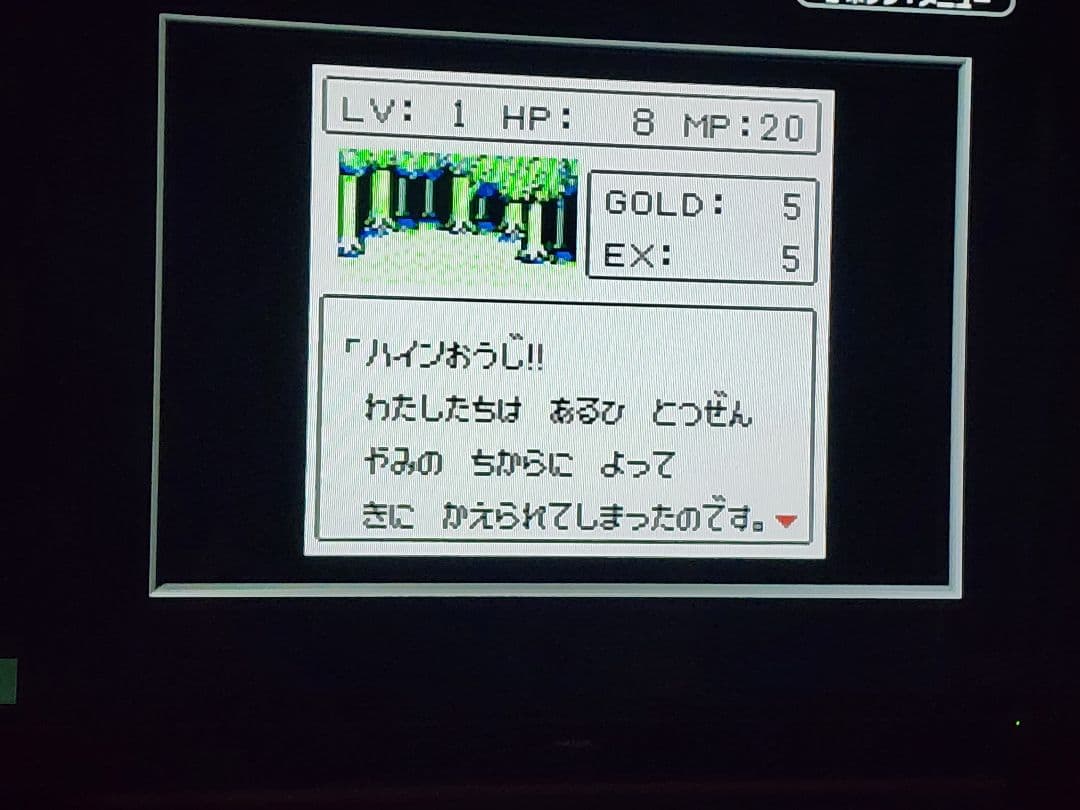 LV: 1 HP: 8 MP:20
GOLD: 5
EX: 5
「ハインおうじ!!
わたしたちは あるひ とつぜん
やみの ちからに よって
きに かえられてしまったのです。